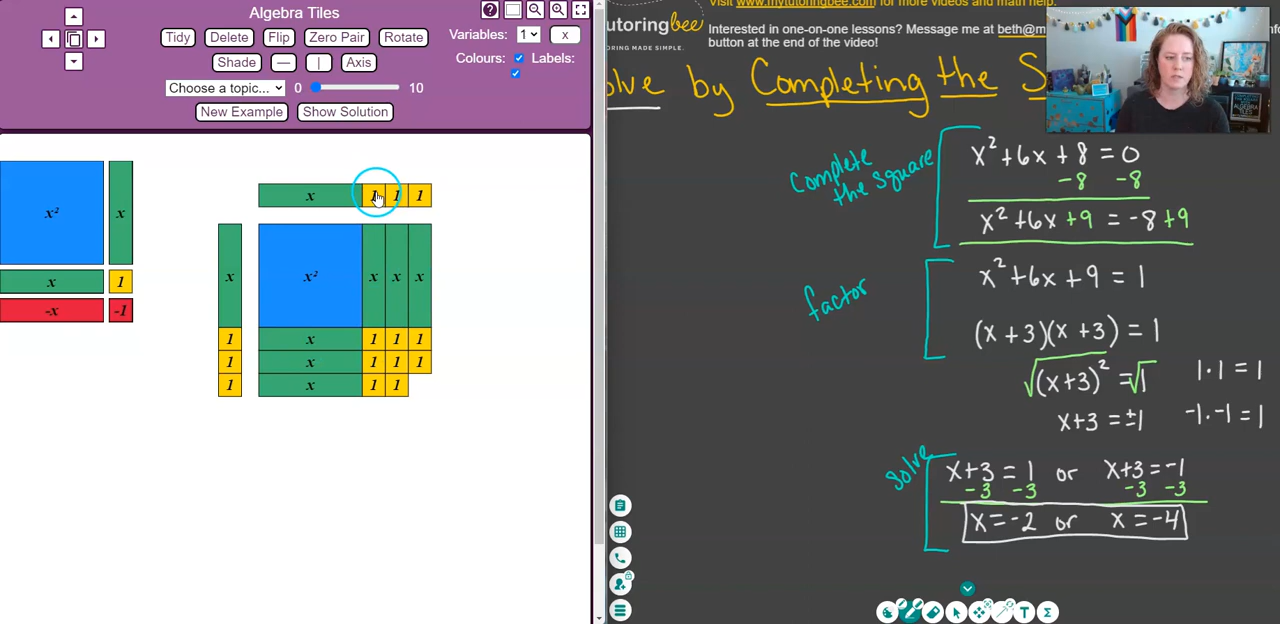 Algebra Tiles
Tidy Delete Flip Zero Pair Rotate
Shade — | Axis
Choose a topic... 0 10
New Example Show Solution
?
Variables: 1 x
Colours: Labels:
x² x
x 1
-x -1
x 1 1 1
x x² x x x
1 x 1 1 1
1 x 1 1 1
1 x 1 1
Visit www.mytutoringbee.com for more videos and math help.
Interested in one-on-one lessons? Message me at beth@m
button at the end of the video!
tutoringbee
ORING MADE SIMPLE.
olve by Completing the S
Complete the square
x² + 6x + 8 = 0
-8 -8
x² + 6x + 9 = -8 + 9
factor
x² + 6x + 9 = 1
(x + 3)(x + 3) = 1
√(x+3)² = √1 1·1 = 1
x+3 = ±1 -1·-1 = 1
solve
x+3 = 1 or x+3 = -1
-3 -3 -3 -3
x = -2 or x = -4
T Σ